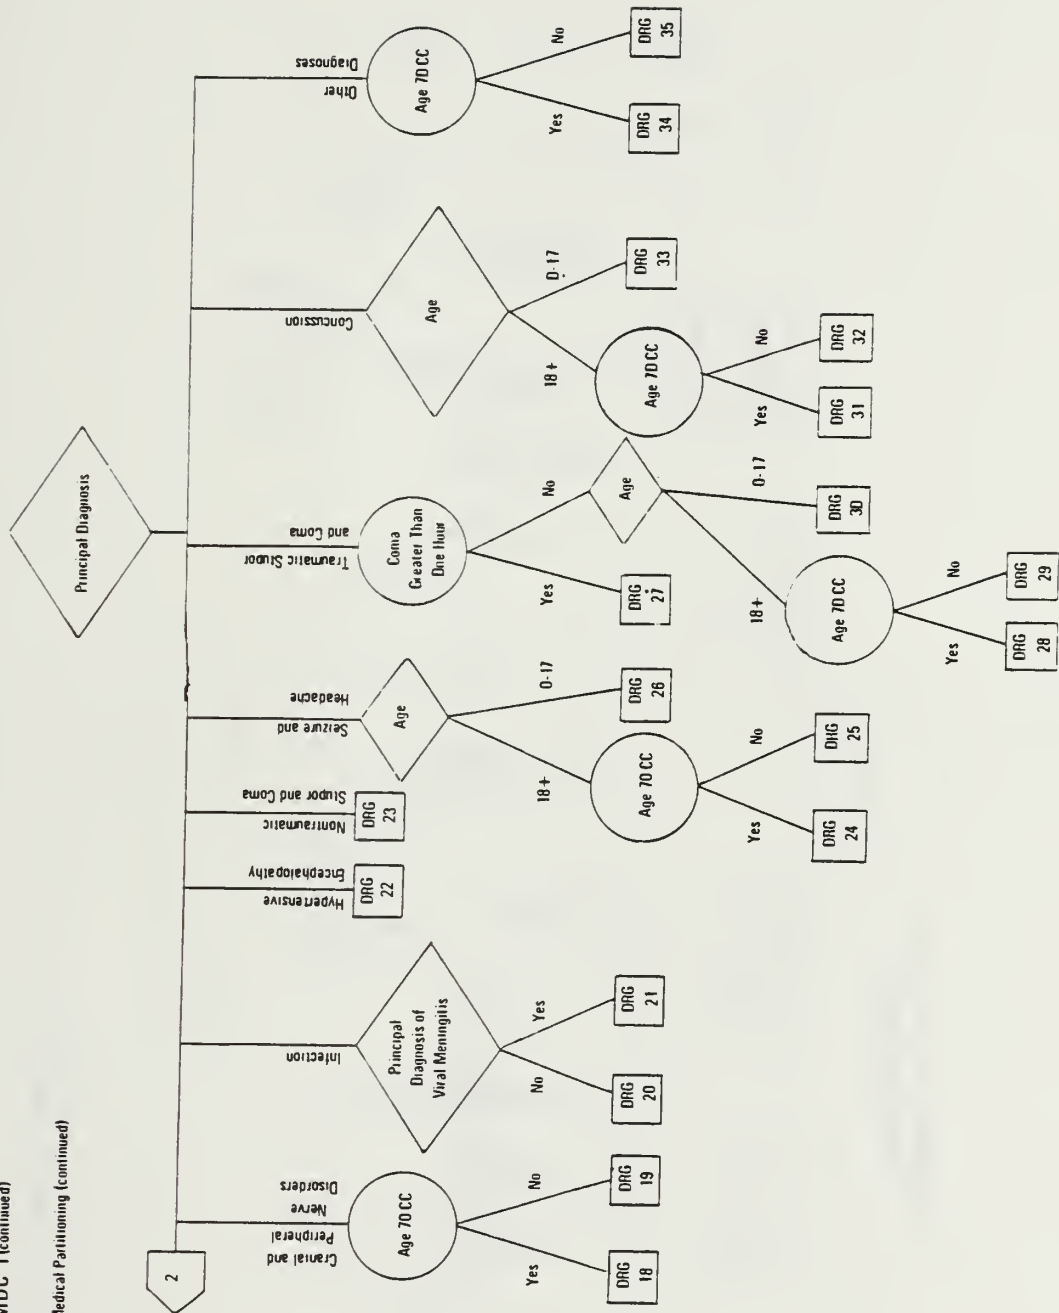 MDC 1 (continued)
Medical Partitioning (continued)
Principal Diagnosis
2
Cranial and
Peripheral
Nerve
Disorders
Age 70 CC
Yes
No
DRG
18
DRG
19
Infection
Principal
Diagnosis of
Viral Meningitis
No
Yes
DRG
20
DRG
21
Hypertensive
Encephalopathy
DRG
22
Nontraumatic
Stupor and Coma
DRG
23
Seizure and
Headache
Age
18+
0-17
Age 70 CC
DRG
26
Yes
No
DRG
24
DRG
25
Traumatic Stupor
and Coma
Coma
Greater Than
One Hour
Yes
No
DRG
27
Age
18+
0-17
Age 70 CC
DRG
30
Yes
No
DRG
28
DRG
29
Concussion
Age
18+
0-17
Age 70 CC
DRG
33
Yes
No
DRG
31
DRG
32
Other
Diagnoses
Age 70 CC
Yes
No
DRG
34
DRG
35